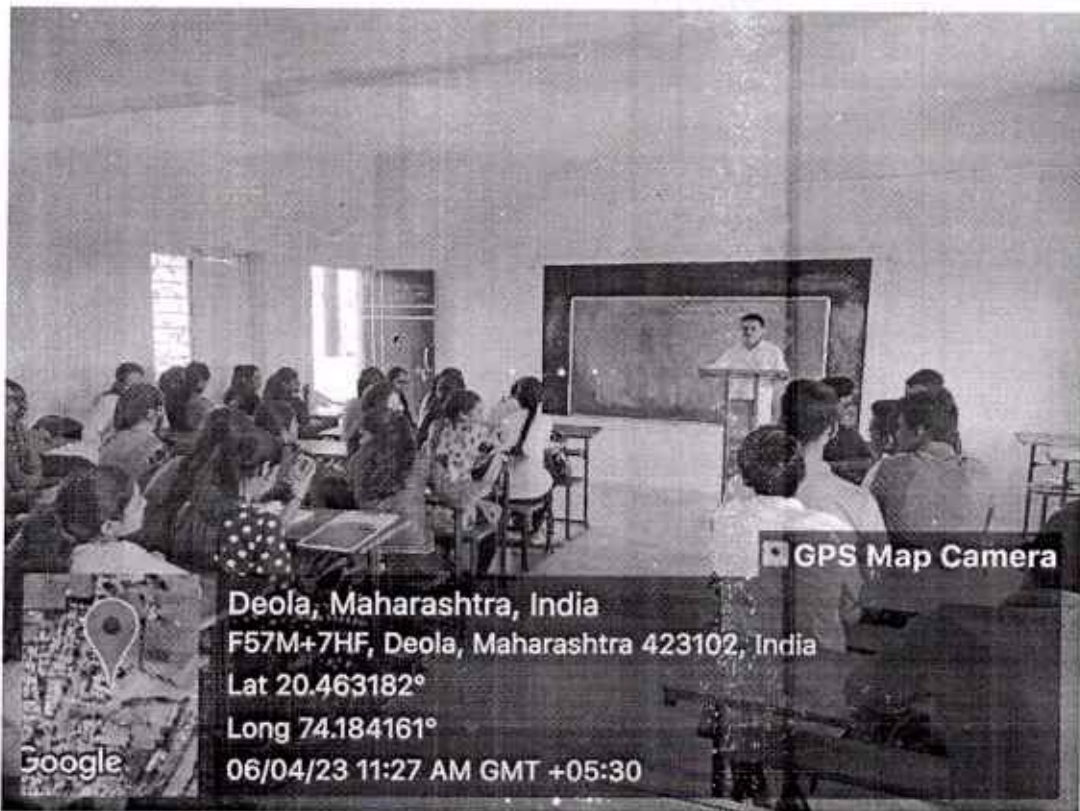 GPS Map Camera
Deola, Maharashtra, India
F57M+7HF, Deola, Maharashtra 423102, India
Lat 20.463182°
Long 74.184161°
06/04/23 11:27 AM GMT +05:30
Google